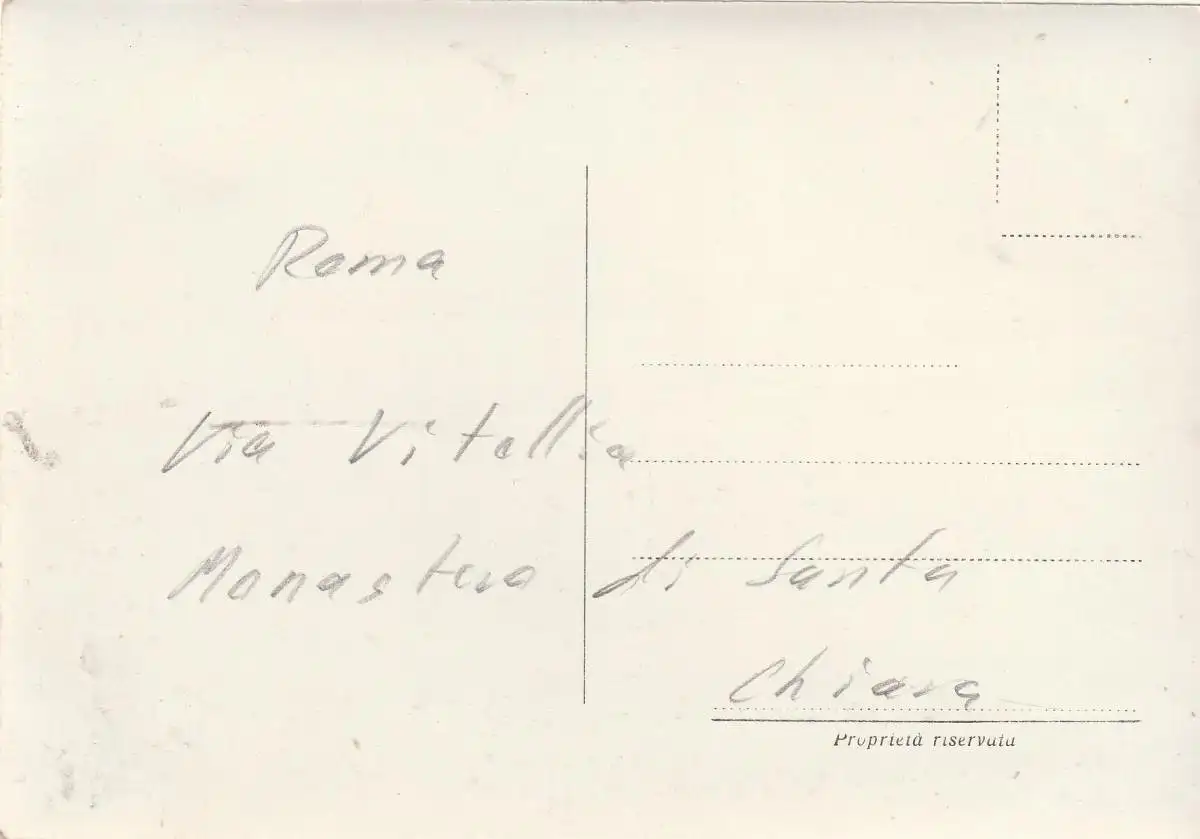 Roma
Via Vitellia
Monastero di Santa
Chiara
Proprietà riservata